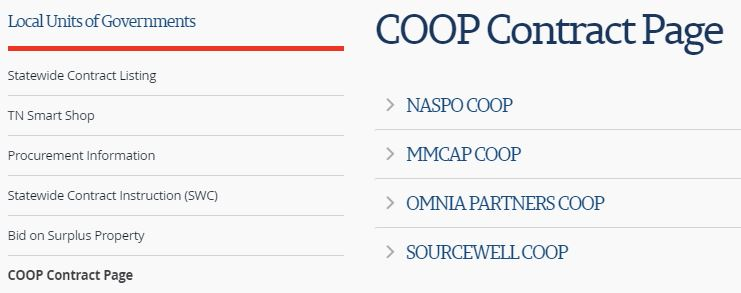 Local Units of Governments
Statewide Contract Listing
TN Smart Shop
Procurement Information
Statewide Contract Instruction (SWC)
Bid on Surplus Property
COOP Contract Page
COOP Contract Page
NASPO COOP
MMCAP COOP
OMNIA PARTNERS COOP
SOURCEWELL COOP